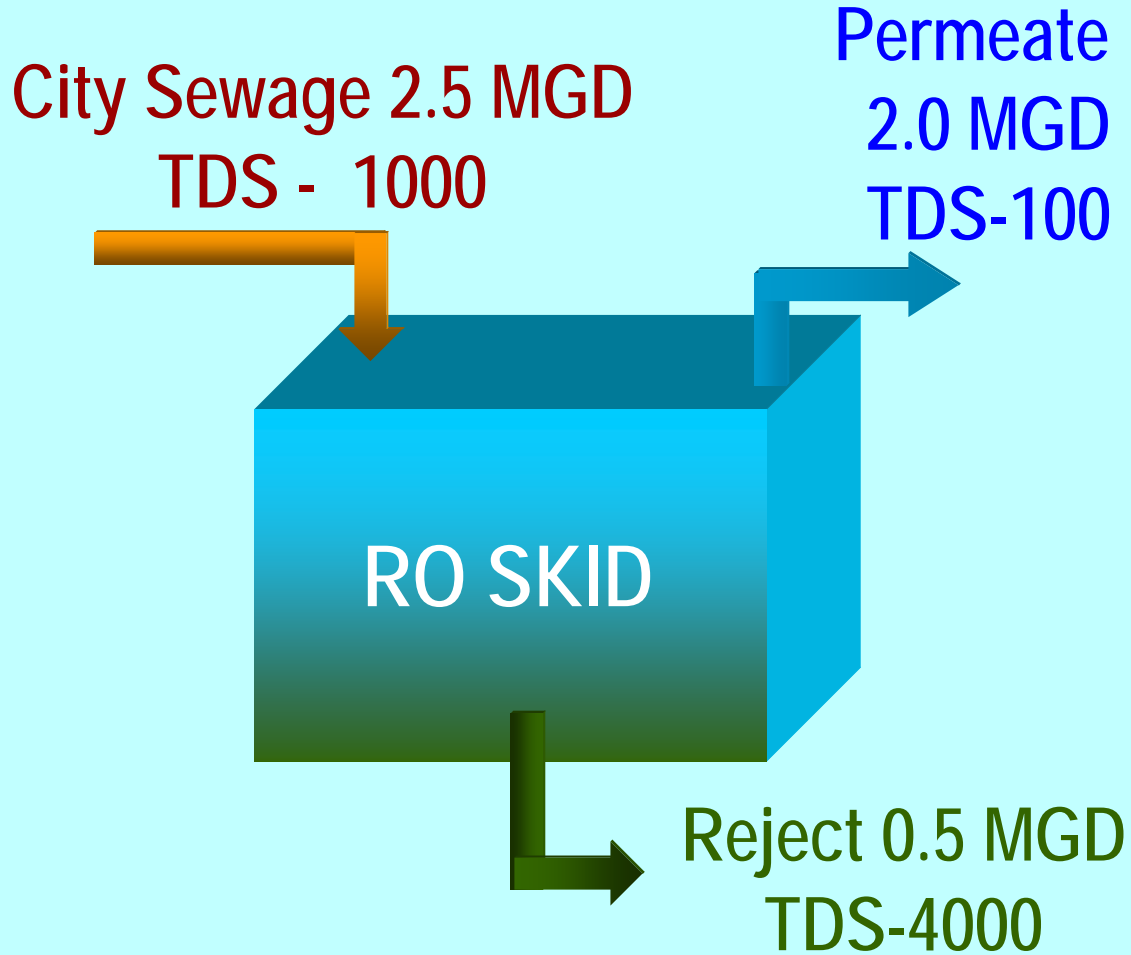 City Sewage 2.5 MGD
TDS - 1000
Permeate
2.0 MGD
TDS-100
RO SKID
Reject 0.5 MGD
TDS-4000